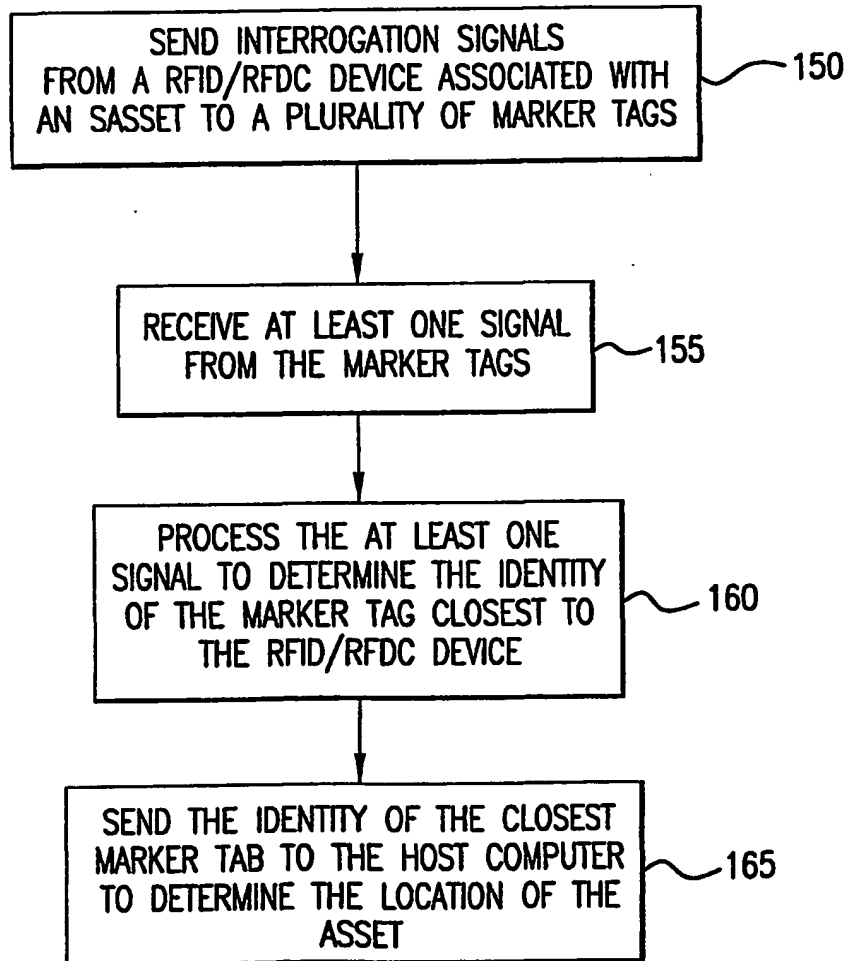 SEND INTERROGATION SIGNALS
FROM A RFID/RFDC DEVICE ASSOCIATED WITH
AN SASSET TO A PLURALITY OF MARKER TAGS
150
RECEIVE AT LEAST ONE SIGNAL
FROM THE MARKER TAGS
155
PROCESS THE AT LEAST ONE
SIGNAL TO DETERMINE THE IDENTITY
OF THE MARKER TAG CLOSEST TO
THE RFID/RFDC DEVICE
160
SEND THE IDENTITY OF THE CLOSEST
MARKER TAB TO THE HOST COMPUTER
TO DETERMINE THE LOCATION OF THE
ASSET
165